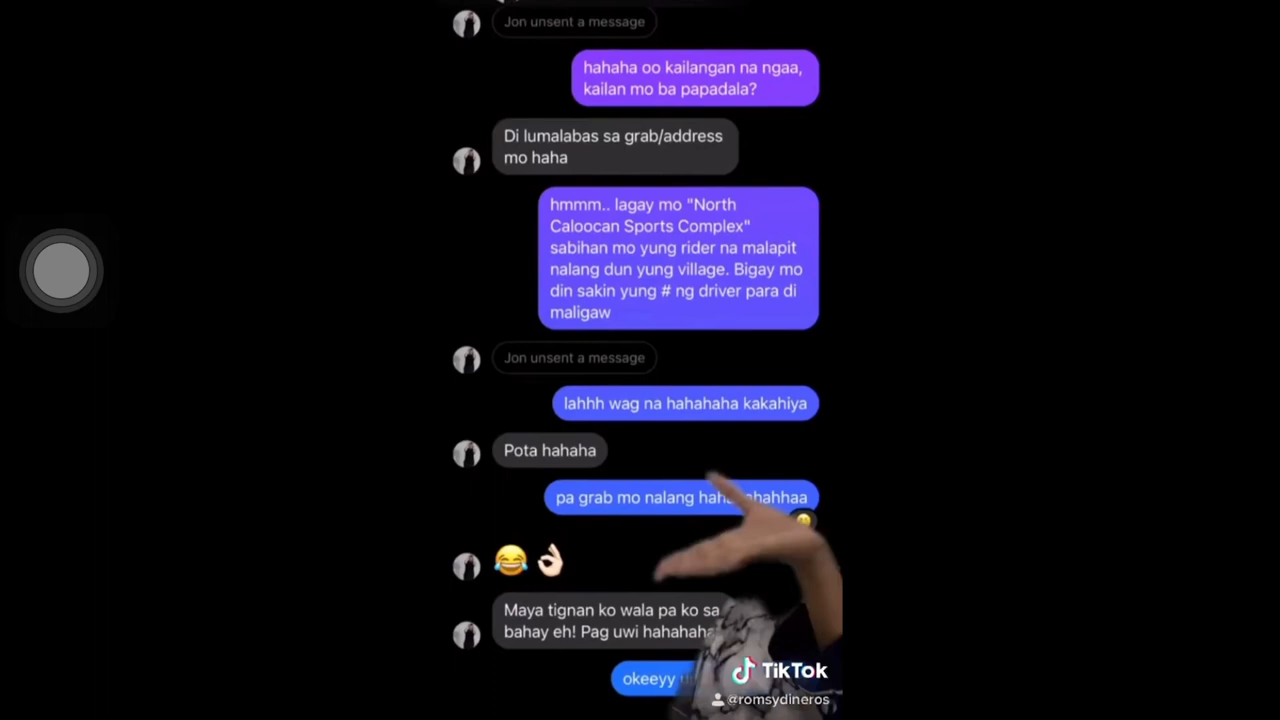 Jon unsent a message
hahaha oo kailangan na ngaa,
kailan mo ba papadala?
Di lumalabas sa grab/address
mo haha
hmmm.. lagay mo "North
Caloocan Sports Complex"
sabihan mo yung rider na malapit
nalang dun yung village. Bigay mo
din sakin yung # ng driver para di
maligaw
Jon unsent a message
lahhh wag na hahahaha kakahiya
Pota hahaha
pa grab mo nalang
Maya tignan ko wala pa ko sa
bahay eh! Pag uwi hahahaha
okeeyy
TikTok
@romsydineros